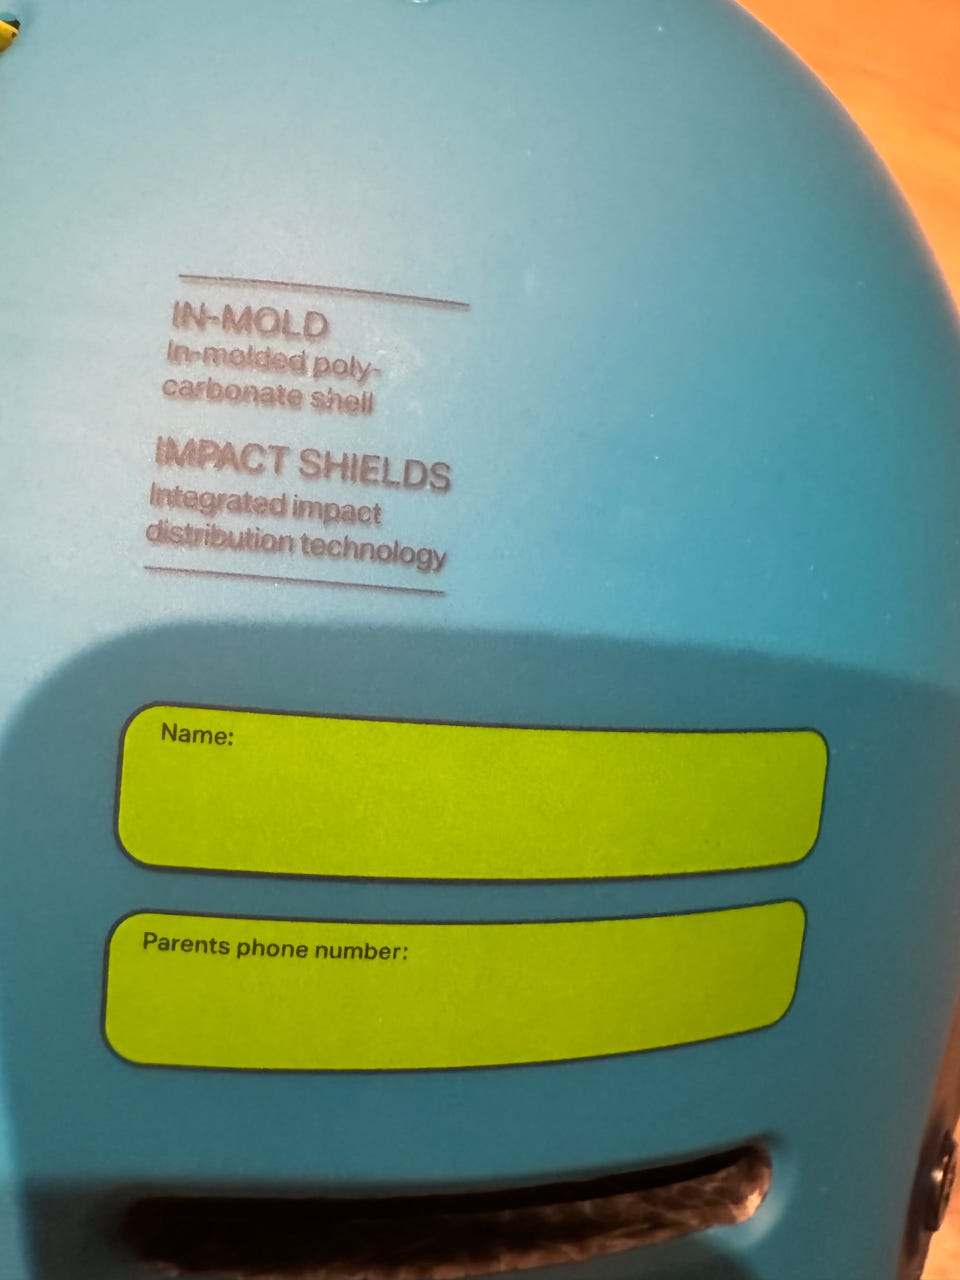 IN-MOLD
In-molded poly-
carbonate shell
IMPACT SHIELDS
Integrated impact
distribution technology
Name:
Parents phone number: